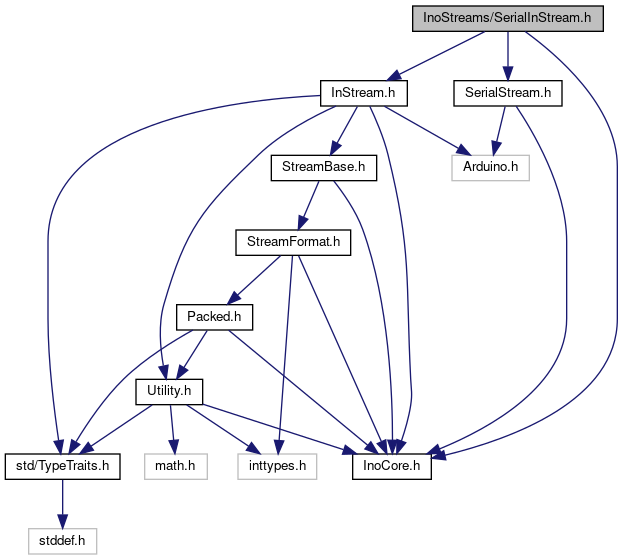 InoStreams/SerialInStream.h
InStream.h
SerialStream.h
StreamBase.h
Arduino.h
StreamFormat.h
Packed.h
Utility.h
std/TypeTraits.h
math.h
inttypes.h
InoCore.h
stddef.h